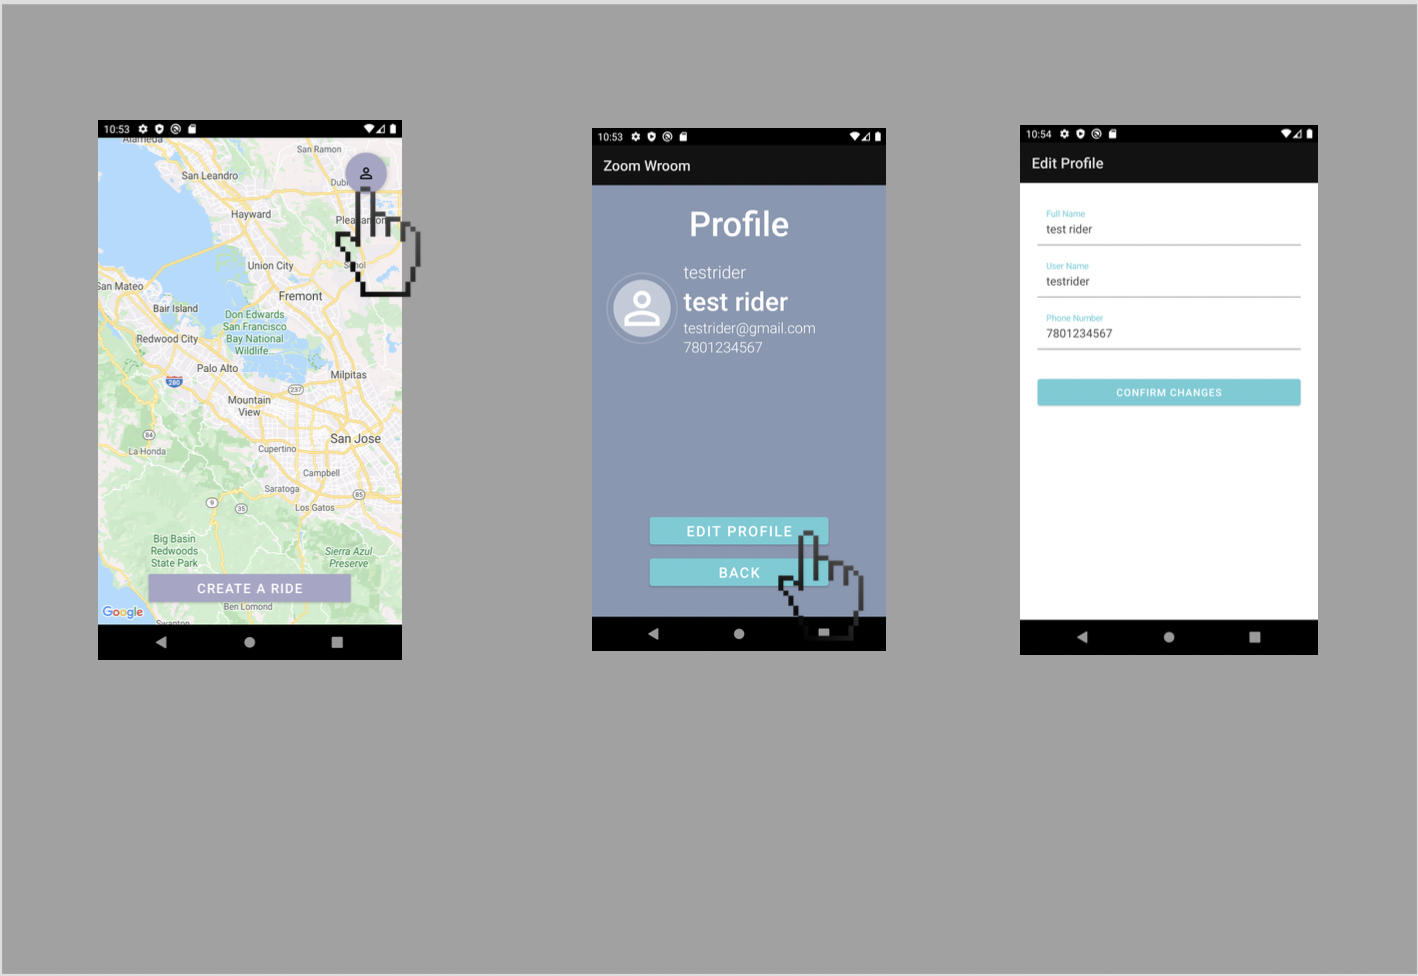 10:53
Alameda
San Ramon
San Leandro
Hayward
Union City
San Mateo
Fremont
Bair Island
Don Edwards
San Francisco
Bay National
Wildlife...
Redwood City
Palo Alto
Milpitas
280
237
Mountain
View
San Jose
84
La Honda
Cupertino
Campbell
Saratoga
85
9
35
Los Gatos
Big Basin
Redwoods
State Park
Sierra Azul
Preserve
CREATE A RIDE
Google
Ben Lomond
10:53
Zoom Wroom
Profile
testrider
test rider
testrider@gmail.com
7801234567
EDIT PROFILE
BACK
10:54
Edit Profile
Full Name
test rider
User Name
testrider
Phone Number
7801234567
CONFIRM CHANGES